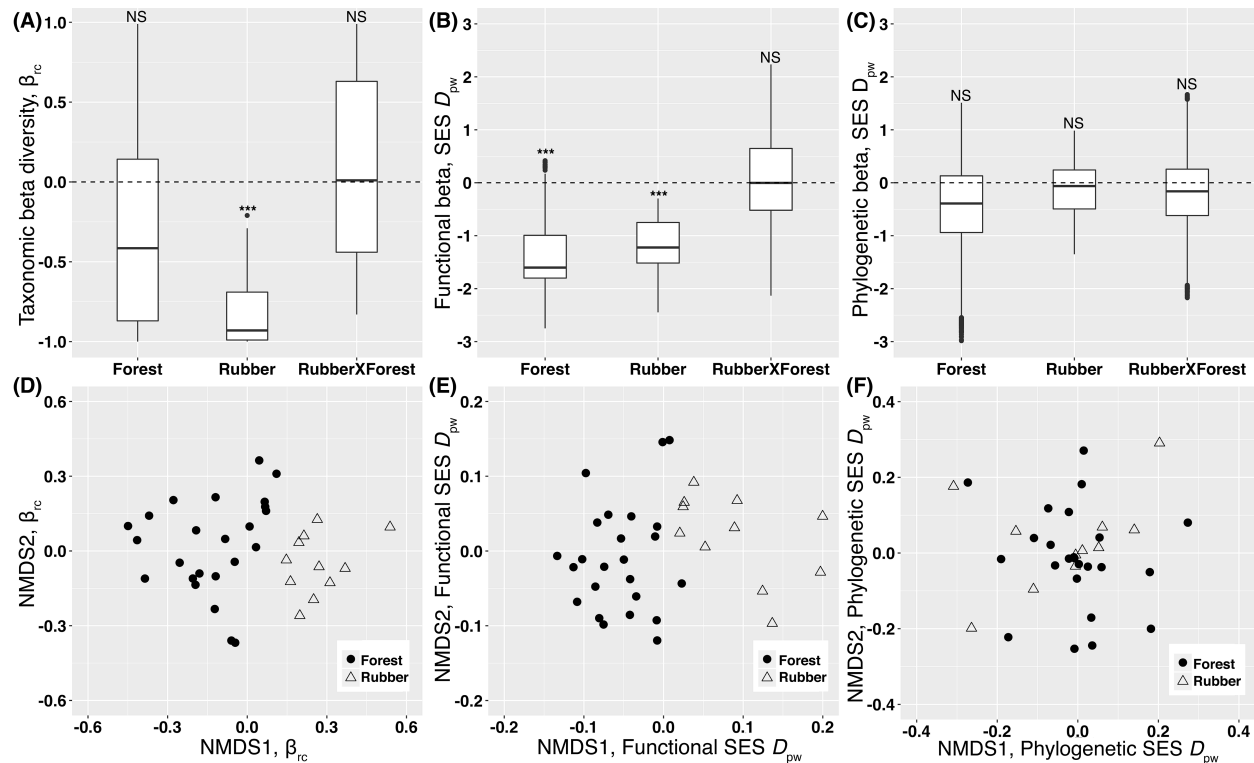 (A)
Taxonomic beta diversity, βrc
1.0
0.5
0.0
-0.5
-1.0
NS
***
NS
Forest
Rubber
RubberXForest
(B)
Functional beta, SES Dpw
3
2
1
0
-1
-2
-3
***
***
NS
Forest
Rubber
RubberXForest
(C)
Phylogenetic beta, SES Dpw
3
2
1
0
-1
-2
-3
NS
NS
NS
Forest
Rubber
RubberXForest
(D)
NMDS2, βrc
0.6
0.3
0.0
-0.3
-0.6
Forest
Rubber
-0.6
-0.3
0.0
0.3
0.6
NMDS1, βrc
(E)
NMDS2, Functional SES Dpw
0.2
0.1
0.0
-0.1
-0.2
Forest
Rubber
-0.2
-0.1
0.0
0.1
0.2
NMDS1, Functional SES Dpw
(F)
NMDS2, Phylogenetic SES Dpw
0.4
0.2
0.0
-0.2
-0.4
Forest
Rubber
-0.4
-0.2
0.0
0.2
0.4
NMDS1, Phylogenetic SES Dpw